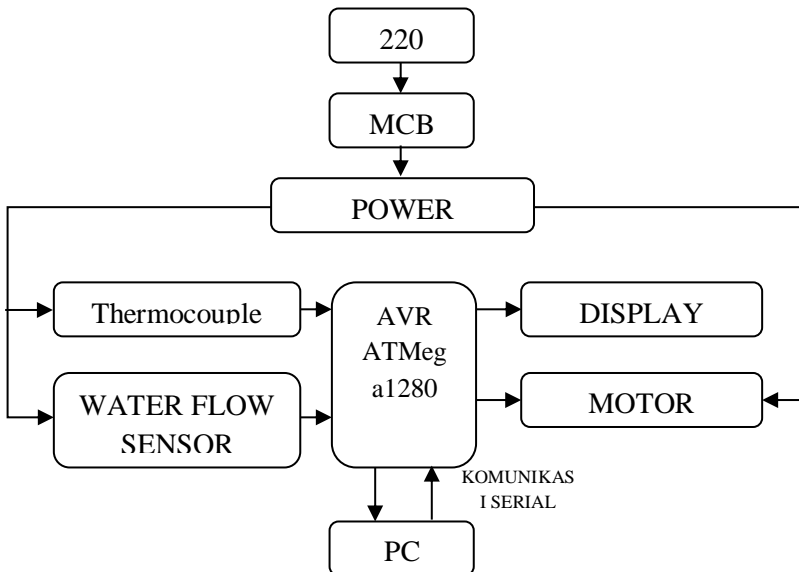 220
MCB
POWER
Thermocouple
AVR
ATMeg
a1280
DISPLAY
WATER FLOW
SENSOR
MOTOR
KOMUNIKAS
I SERIAL
PC